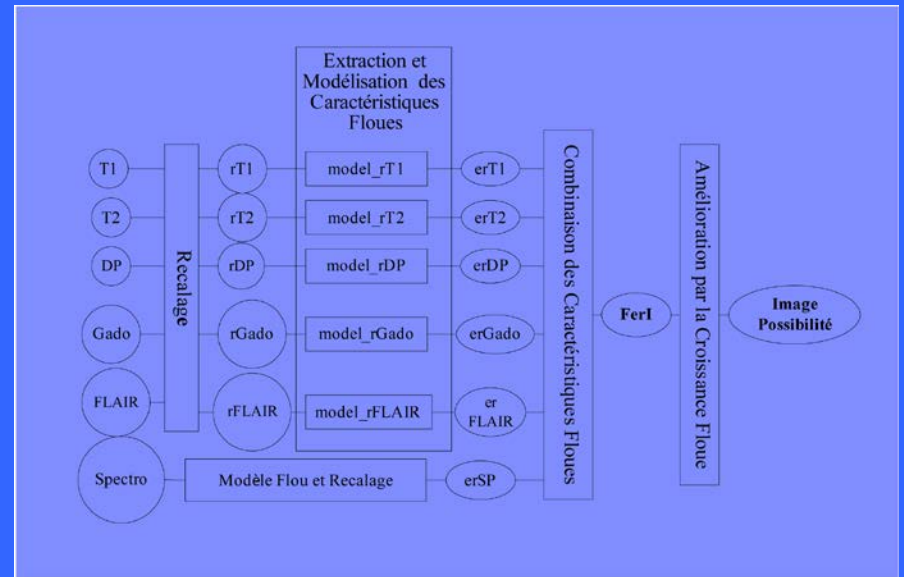 Extraction et
Modélisation des
Caractéristiques
Floues
T1
rT1
model_rT1
erT1
T2
rT2
model_rT2
erT2
DP
rDP
model_rDP
erDP
Gado
rGado
model_rGado
erGado
FLAIR
rFLAIR
model_rFLAIR
er
FLAIR
Spectro
Modèle Flou et Recalage
erSP
Recalage
Combinaison des Caractéristiques Floues
FerI
Amélioration par la Croissance Floue
Image
Possibilité